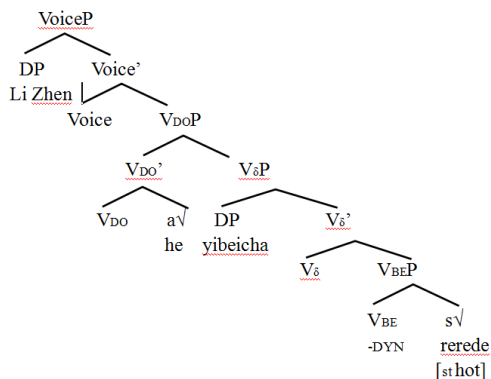 VoiceP
DP Voice’
Li Zhen
Voice VDOP
VDO’ VδP
VDO a√ DP Vδ’
he yibeicha
Vδ VBEP
VBE s√
-DYN rerede
[st hot]